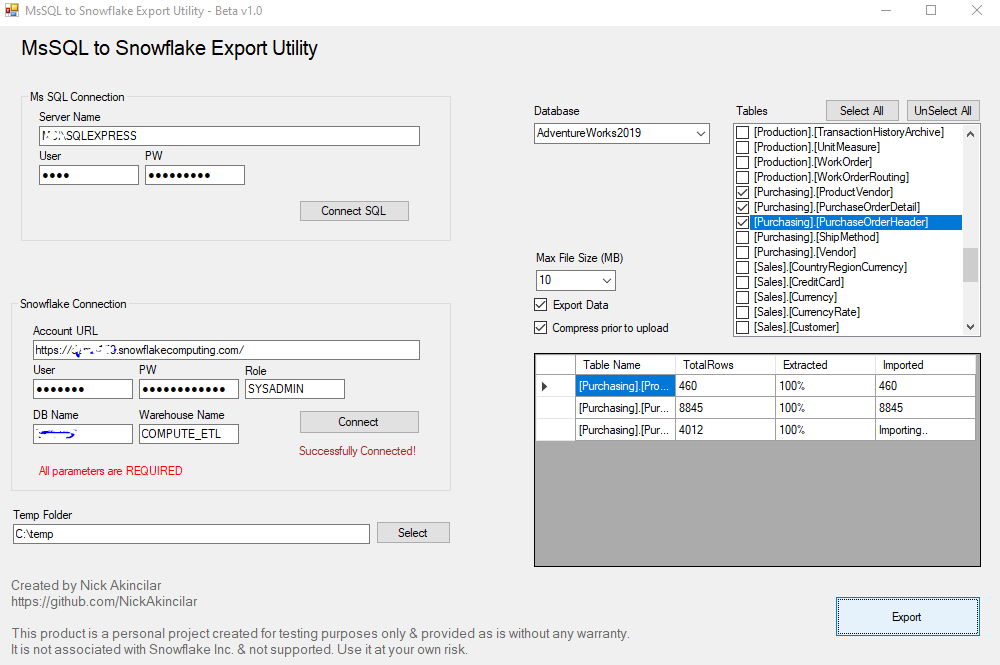 MsSQL to Snowflake Export Utility - Beta v1.0
MsSQL to Snowflake Export Utility
Ms SQL Connection
Server Name
\SQLEXPRESS
User PW
●●●● ●●●●●●●●●
Connect SQL
Snowflake Connection
Account URL
https:// .snowflakecomputing.com/
User PW Role
●●●●●●● ●●●●●●●●●●●● SYSADMIN
DB Name Warehouse Name
COMPUTE_ETL
Connect
Successfully Connected!
All parameters are REQUIRED
Temp Folder
C:\temp
Select
Database
AdventureWorks2019
Max File Size (MB)
10
Export Data
Compress prior to upload
Tables
Select All
UnSelect All
[Production].[TransactionHistoryArchive]
[Production].[UnitMeasure]
[Production].[WorkOrder]
[Production].[WorkOrderRouting]
[Purchasing].[ProductVendor]
[Purchasing].[PurchaseOrderDetail]
[Purchasing].[PurchaseOrderHeader]
[Purchasing].[ShipMethod]
[Purchasing].[Vendor]
[Sales].[CountryRegionCurrency]
[Sales].[CreditCard]
[Sales].[Currency]
[Sales].[CurrencyRate]
[Sales].[Customer]
Table Name TotalRows Extracted Imported
[Purchasing].[Pro... 460 100% 460
[Purchasing].[Pur... 8845 100% 8845
[Purchasing].[Pur... 4012 100% Importing..
Export
Created by Nick Akincilar
https://github.com/NickAkincilar
This product is a personal project created for testing purposes only & provided as is without any warranty.
It is not associated with Snowflake Inc. & not supported. Use it at your own risk.